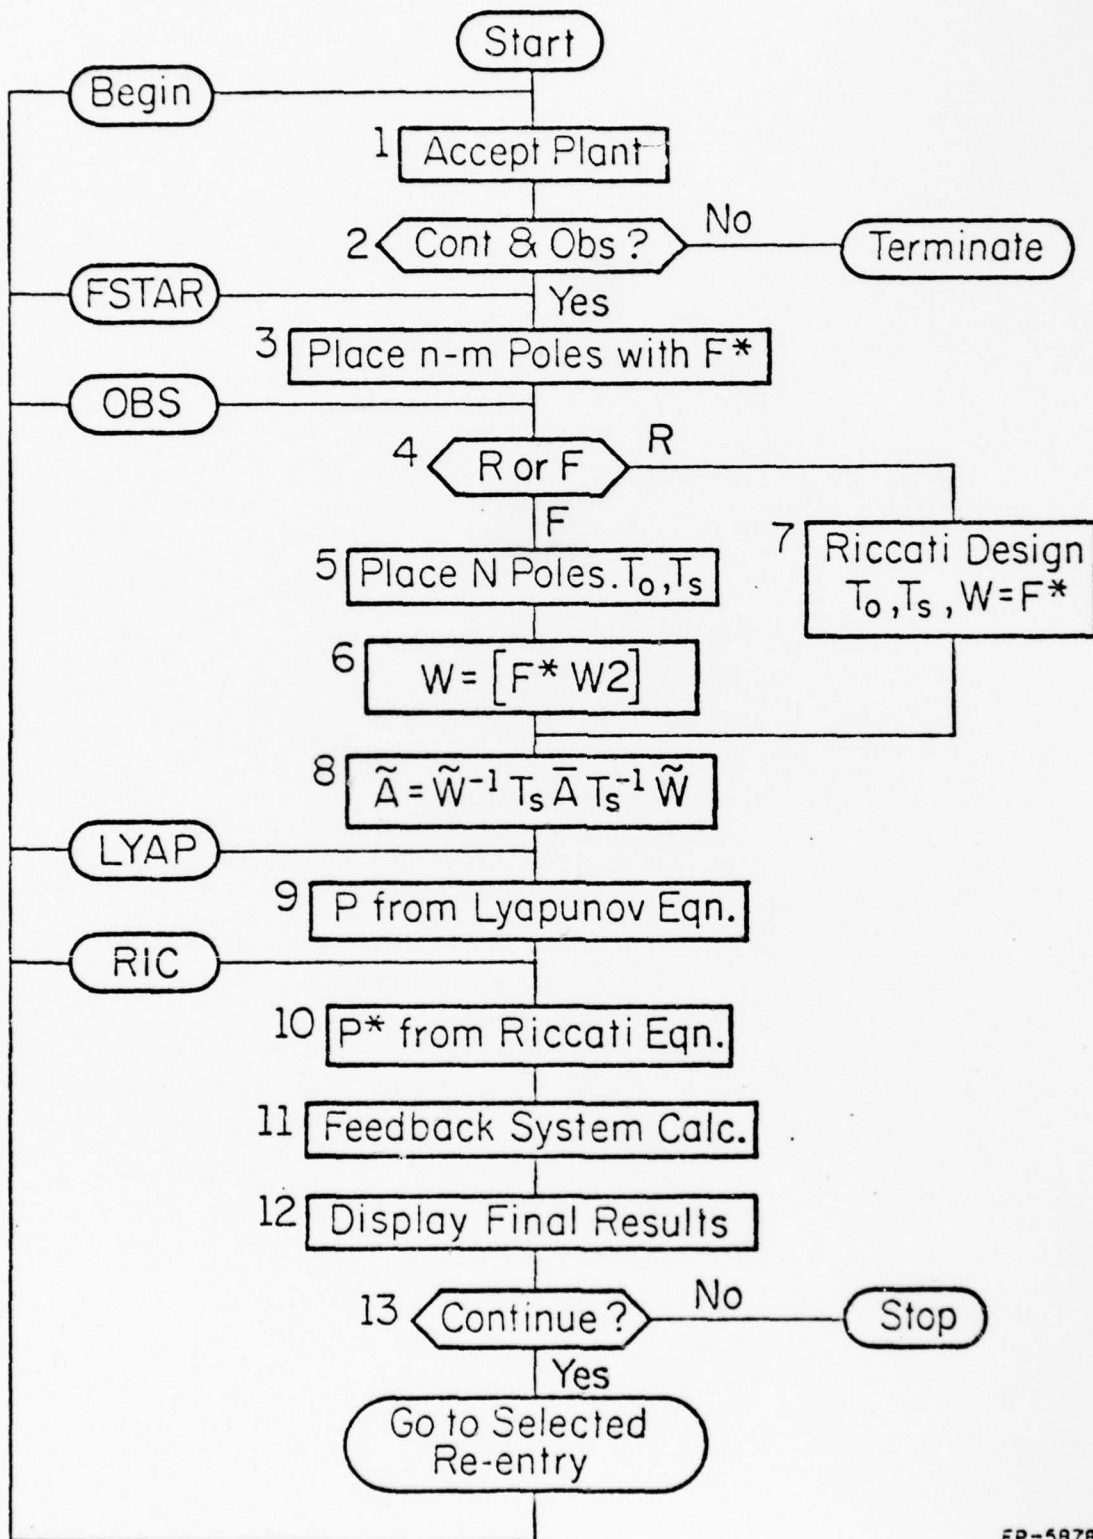 Start
Begin
1 Accept Plant
2 Cont & Obs ? No Terminate
FSTAR Yes
3 Place n-m Poles with F*
OBS
4 R or F R
F
5 Place N Poles. T₀, Tₛ
7 Riccati Design
T₀, Tₛ, W = F*
6 W = [F* W2]
8 Ã = W̃⁻¹ Tₛ Ā Tₛ⁻¹ W̃
LYAP
9 P from Lyapunov Eqn.
RIC
10 P* from Riccati Eqn.
11 Feedback System Calc.
12 Display Final Results
13 Continue ? No Stop
Yes
Go to Selected
Re-entry
FP-5878